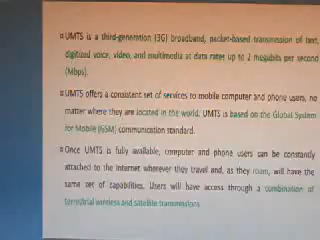 ¤ UMTS is a third-generation (3G) broadband, packet-based transmission of text,
digitized voice, video, and multimedia at data rates up to 2 megabits per second
(Mbps).
¤ UMTS offers a consistent set of services to mobile computer and phone users, no
matter where they are located in the world. UMTS is based on the Global System
for Mobile (GSM) communication standard.
¤ Once UMTS is fully available, computer and phone users can be constantly
attached to the Internet wherever they travel and, as they roam, will have the
same set of capabilities. Users will have access through a combination of
terrestrial wireless and satellite transmissions